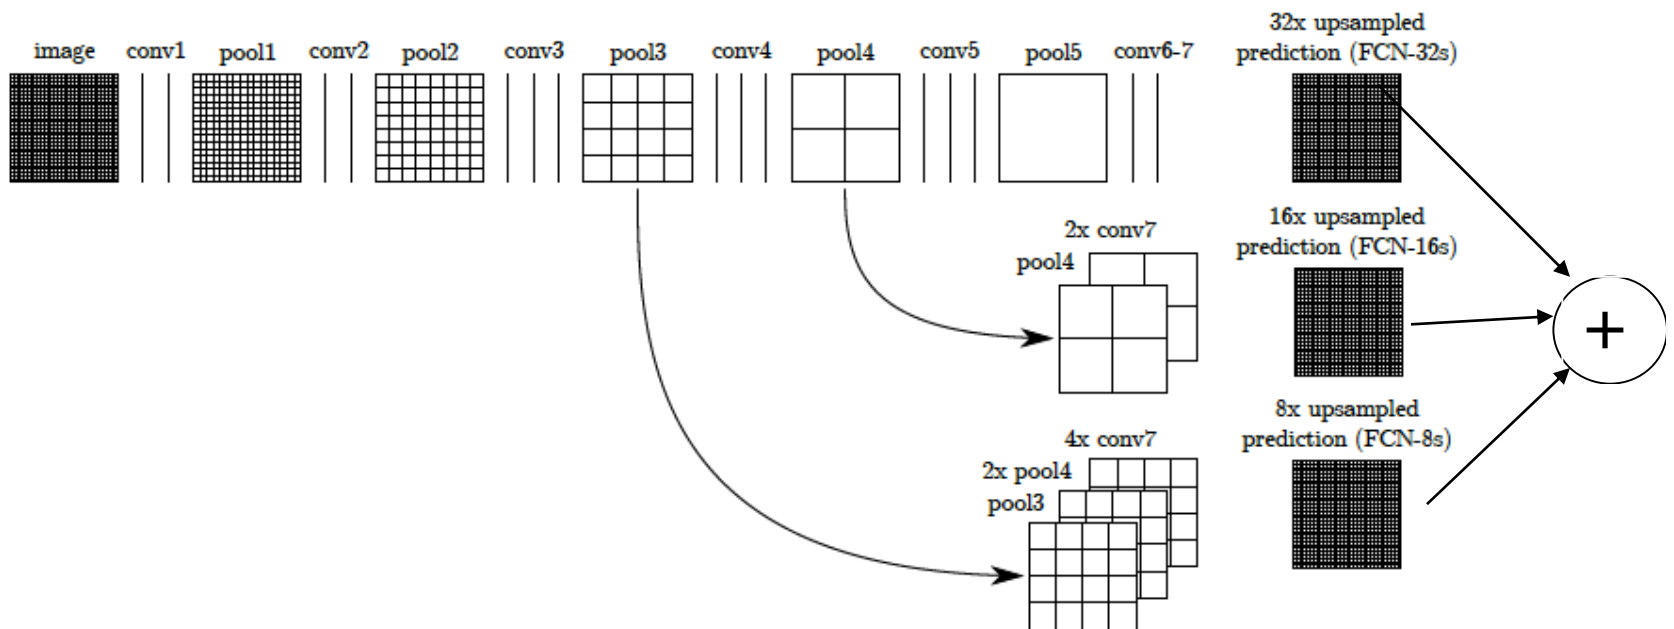 image conv1 pool1 conv2 pool2 conv3 pool3 conv4 pool4 conv5 pool5 conv6-7
32x upsampled
prediction (FCN-32s)
16x upsampled
prediction (FCN-16s)
2x conv7
pool4
8x upsampled
prediction (FCN-8s)
4x conv7
2x pool4
pool3
+